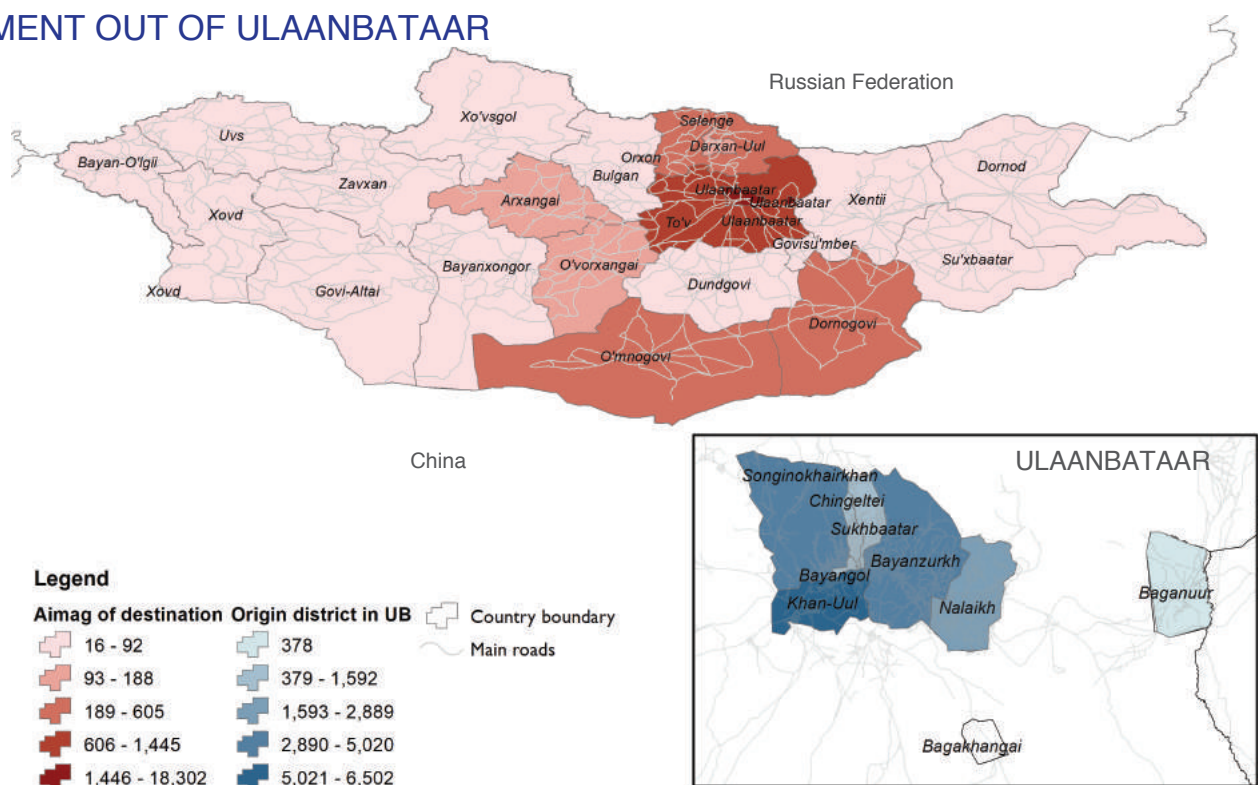 MENT OUT OF ULAANBATAAR
Russian Federation
Xo'vsgol
Selenge
Uvs
Darxan-Uul
Bayan-O'lgii
Orxon
Dornod
Bulgan
Zavxan
Ulaanbaatar
Arxangai
Ulaanbaatar
Xentii
Xovd
To'v
Ulaanbaatar
Govisu'mber
O'vorxangai
Bayanxongor
Su'xbaatar
Dundgovi
Xovd
Govi-Altai
Dornogovi
O'mnogovi
China
ULAANBATAAR
Songinokhairkhan
Chingeltei
Sukhbaatar
Bayanzurkh
Bayangol
Khan-Uul
Nalaikh
Baganuur
Bagakhangai
Legend
Aimag of destination Origin district in UB Country boundary
16 - 92 378 Main roads
93 - 188 379 - 1,592
189 - 605 1,593 - 2,889
606 - 1,445 2,890 - 5,020
1,446 - 18,302 5,021 - 6,502